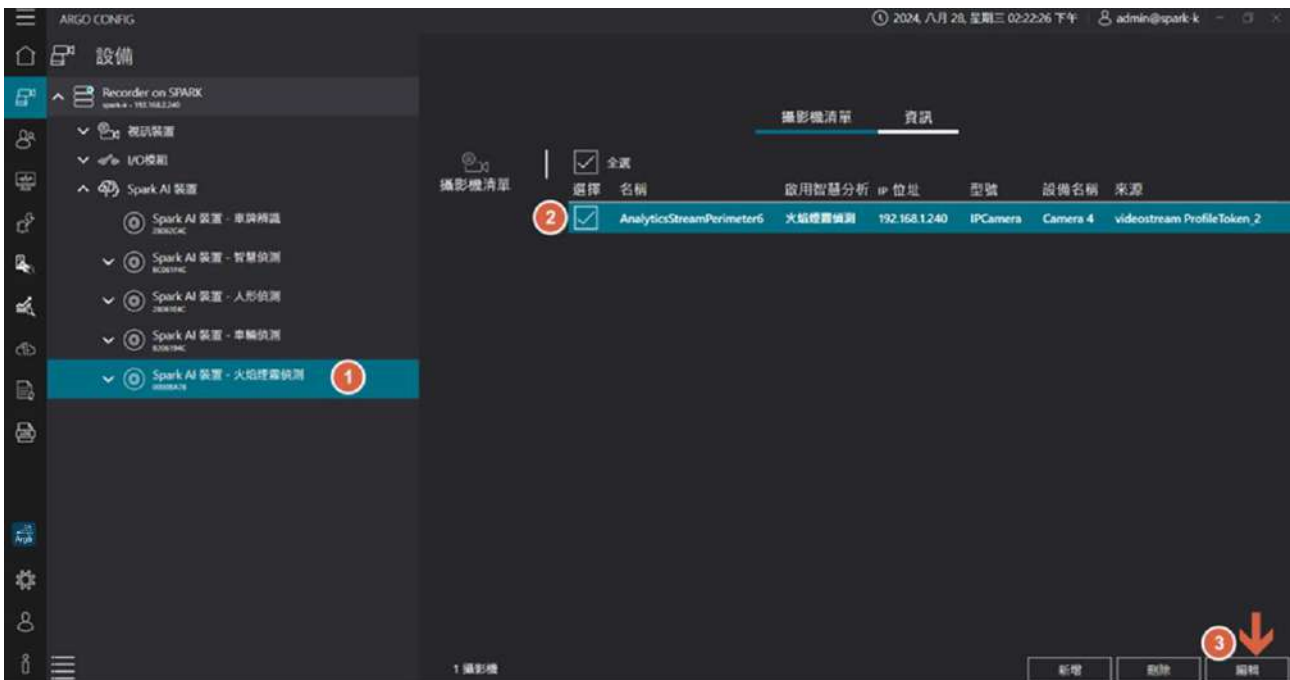 ARGO CONFIG
2024, 八月 28, 星期三 02:22:26 下午
admin@spark-k
設備
Recorder on SPARK
spark-k - 192.168.2.240
視訊裝置
I/O模組
Spark AI 裝置
Spark AI 裝置 - 車牌辨識
Spark AI 裝置 - 智慧偵測
Spark AI 裝置 - 人形偵測
Spark AI 裝置 - 車輛偵測
Spark AI 裝置 - 火焰煙霧偵測
1
Argo
攝影機清單 資訊
攝影機清單
全選
選擇 名稱 啟用智慧分析 IP 位址 型號 設備名稱 來源
2 AnalyticsStreamPerimeter6 火焰煙霧偵測 192.168.1.240 IPCamera Camera 4 videostream ProfileToken_2
3
1 攝影機
新增 刪除 編輯